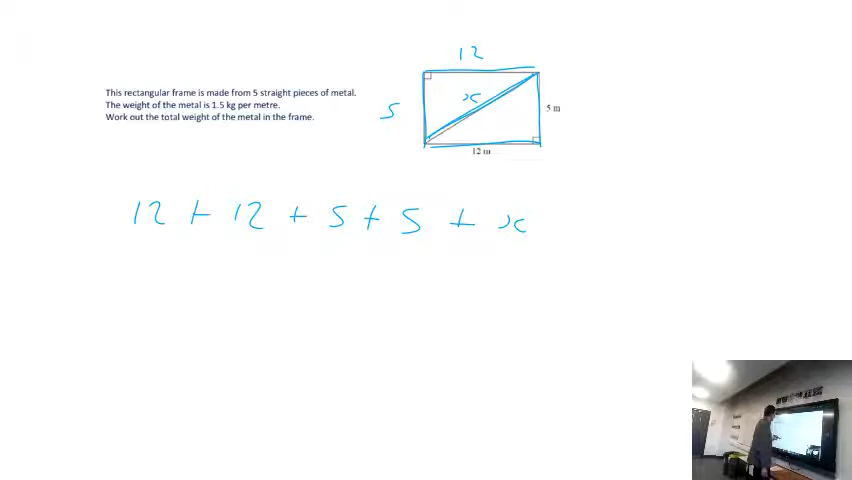 12
This rectangular frame is made from 5 straight pieces of metal.
The weight of the metal is 1.5 kg per metre.
Work out the total weight of the metal in the frame.
x
5
5 m
12 m
12 + 12 + 5 + 5 + x